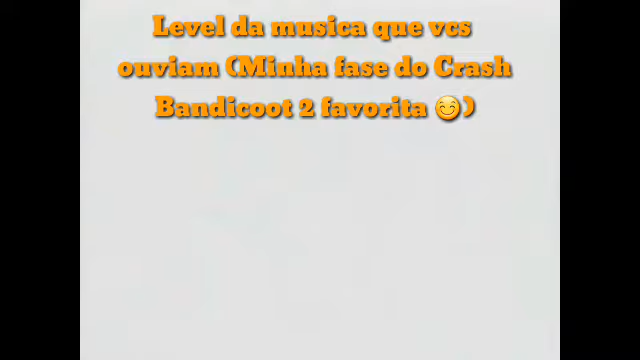 Level da musica que vcs
ouviam (Minha fase do Crash
Bandicoot 2 favorita 😊)